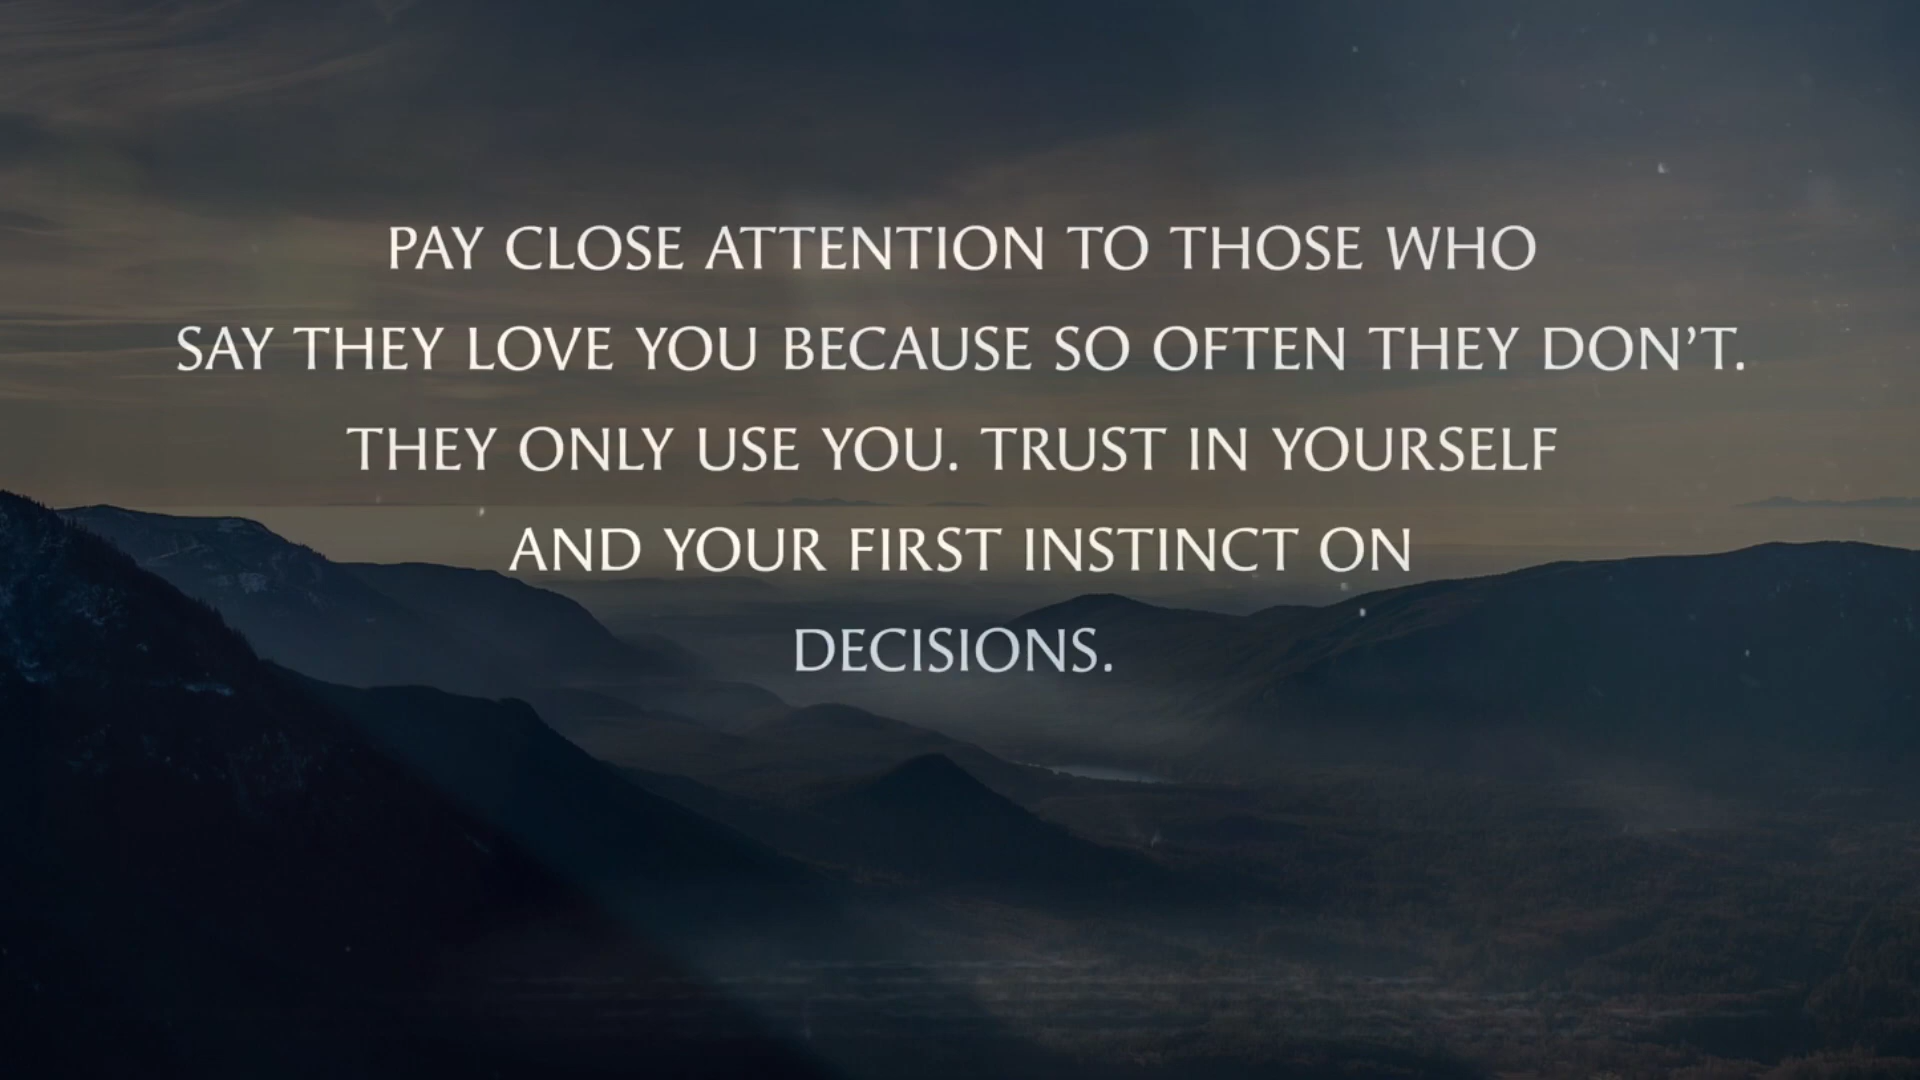 PAY CLOSE ATTENTION TO THOSE WHO
SAY THEY LOVE YOU BECAUSE SO OFTEN THEY DON’T.
THEY ONLY USE YOU. TRUST IN YOURSELF
AND YOUR FIRST INSTINCT ON
DECISIONS.